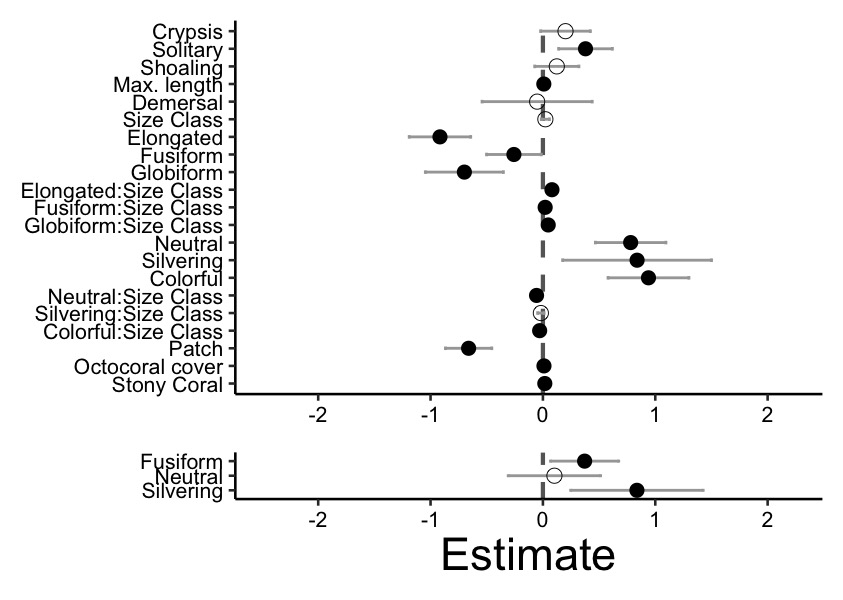 Crypsis
Solitary
Shoaling
Max. length
Demersal
Size Class
Elongated
Fusiform
Globiform
Elongated:Size Class
Fusiform:Size Class
Globiform:Size Class
Neutral
Silvering
Colorful
Neutral:Size Class
Silvering:Size Class
Colorful:Size Class
Patch
Octocoral cover
Stony Coral
-2 -1 0 1 2
Fusiform
Neutral
Silvering
-2 -1 0 1 2
Estimate